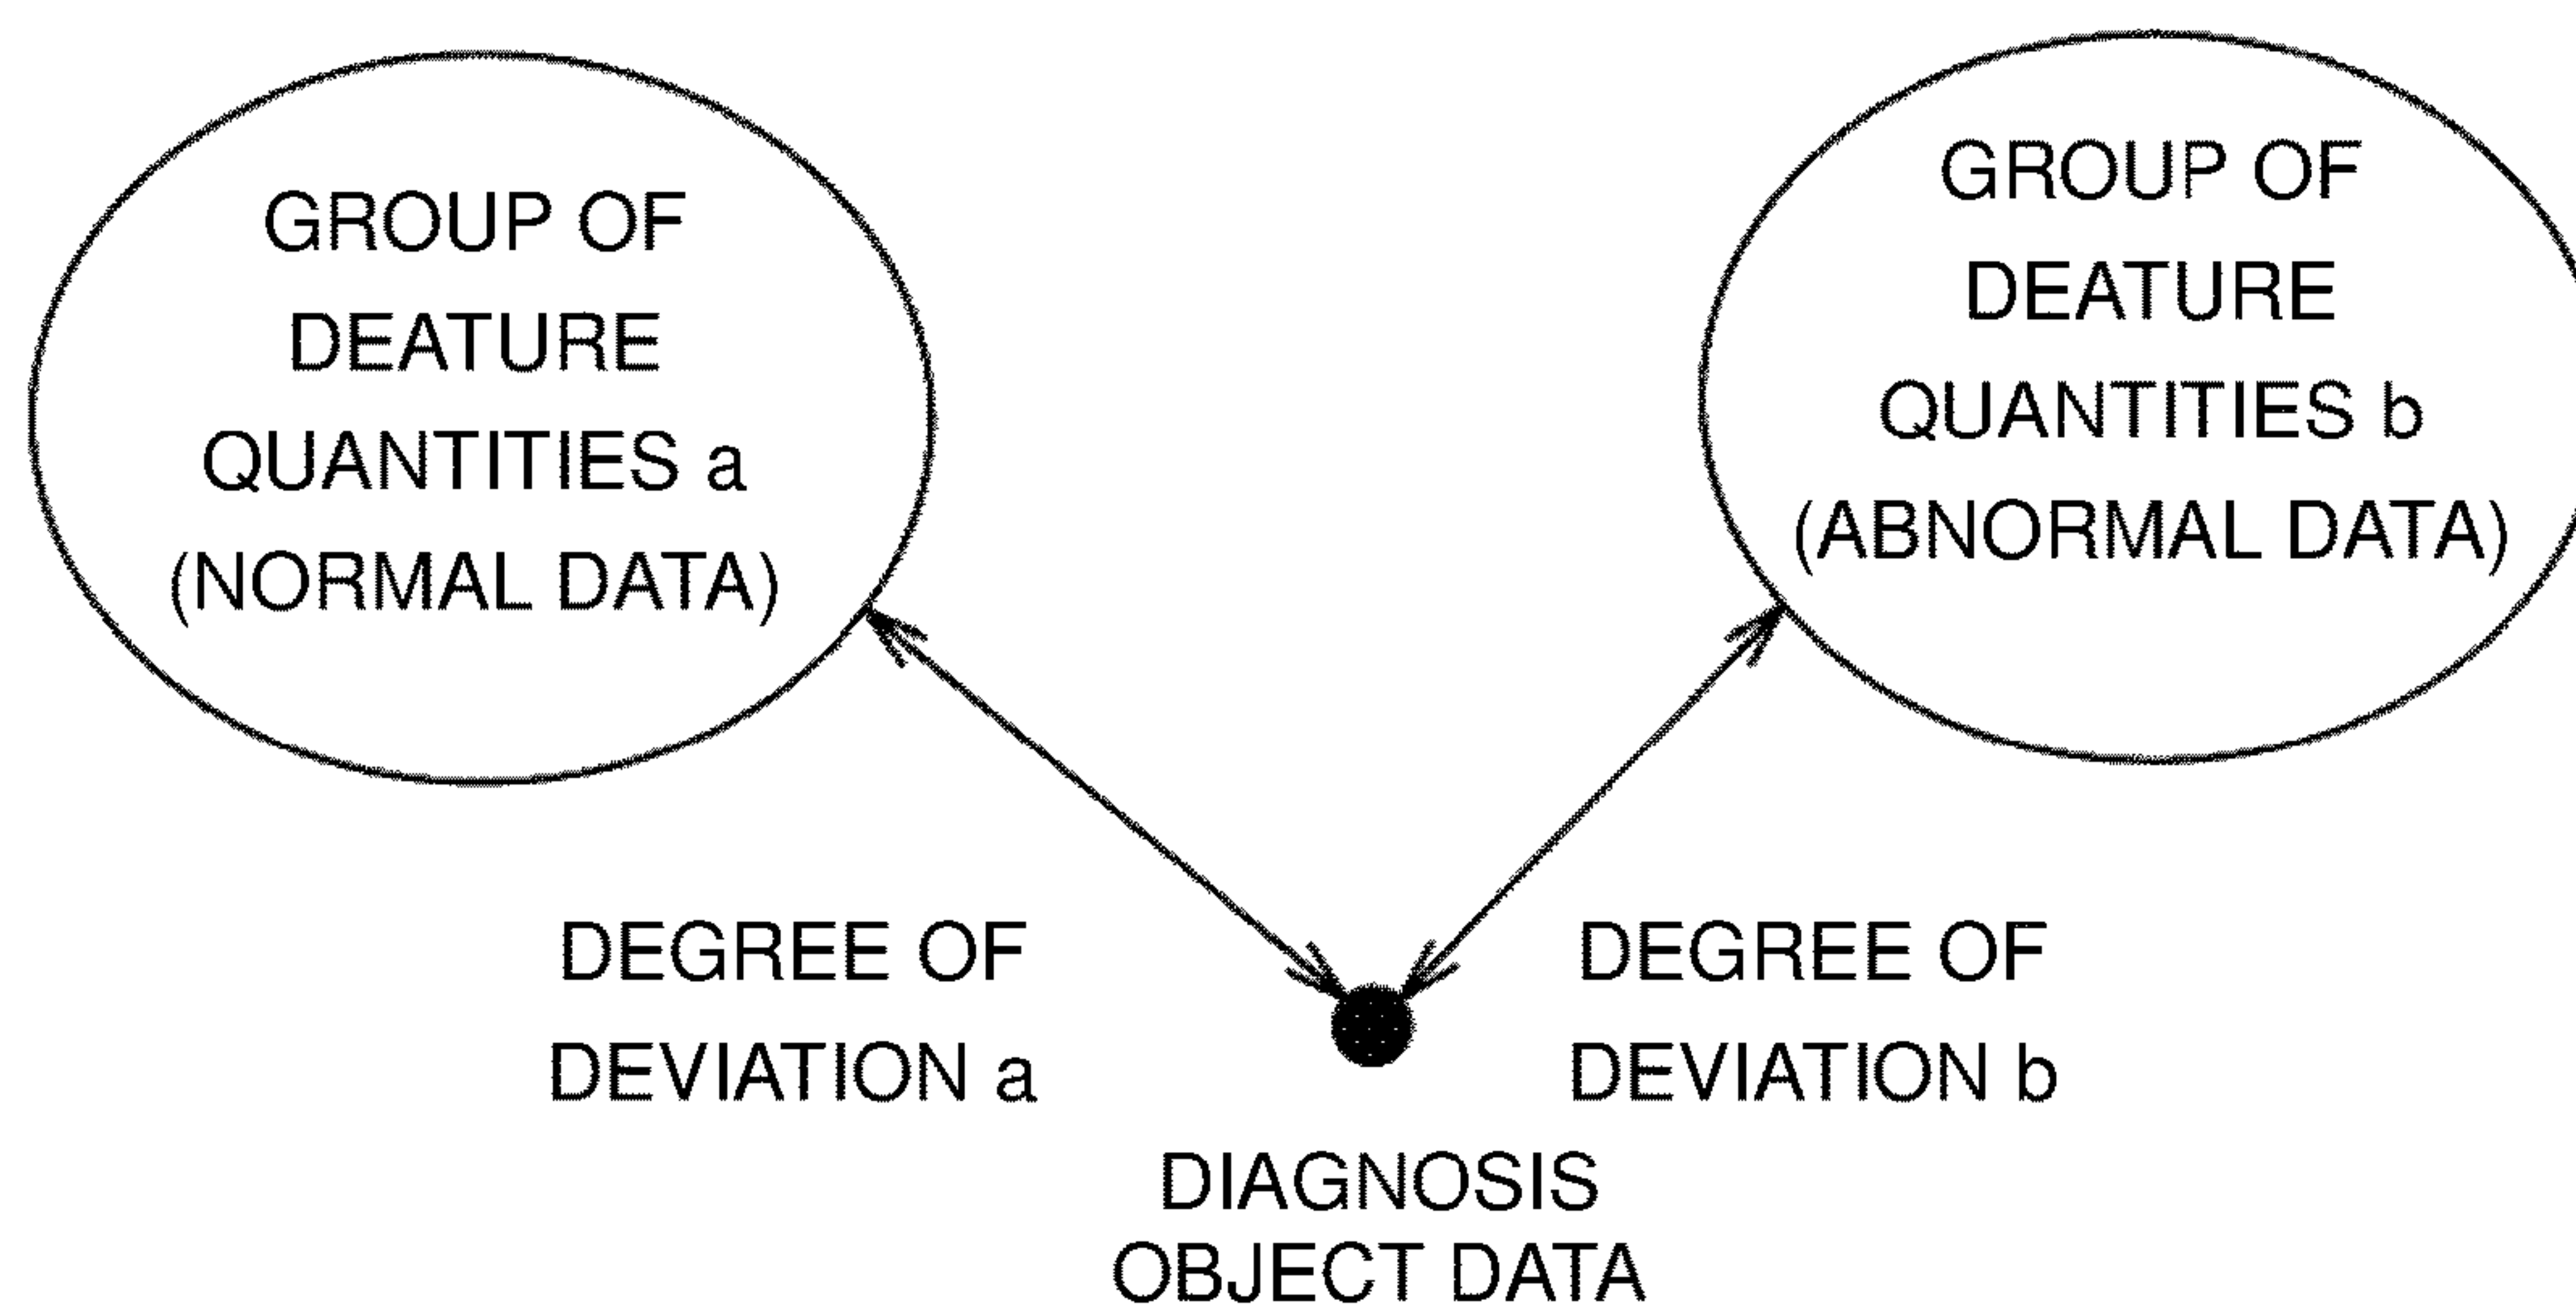 GROUP OF
DEATURE
QUANTITIES a
(NORMAL DATA)
GROUP OF
DEATURE
QUANTITIES b
(ABNORMAL DATA)
DEGREE OF
DEVIATION a
DEGREE OF
DEVIATION b
DIAGNOSIS
OBJECT DATA